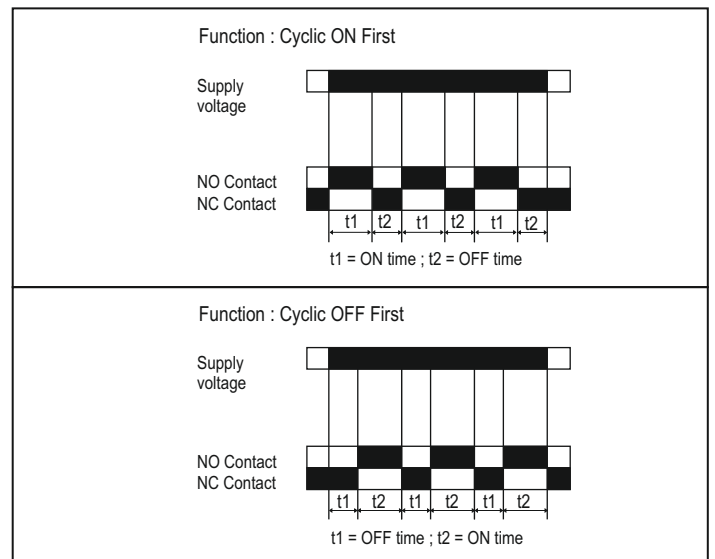 Function : Cyclic ON First
Supply
voltage
NO Contact
NC Contact
t1 t2 t1 t2 t1 t2
t1 = ON time ; t2 = OFF time
Function : Cyclic OFF First
Supply
voltage
NO Contact
NC Contact
t1 t2 t1 t2 t1 t2
t1 = OFF time ; t2 = ON time